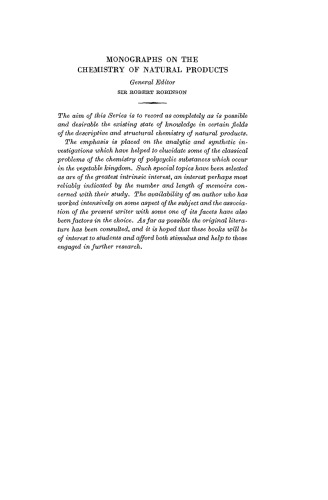 MONOGRAPHS ON THE
CHEMISTRY OF NATURAL PRODUCTS
General Editor
SIR ROBERT ROBINSON
The aim of this Series is to record as completely as is possible
and desirable the existing state of knowledge in certain fields
of the descriptive and structural chemistry of natural products.
The emphasis is placed on the analytic and synthetic in-
vestigations which have helped to elucidate some of the classical
problems of the chemistry of polycyclic substances which occur
in the vegetable kingdom. Such special topics have been selected
as are of the greatest intrinsic interest, an interest perhaps most
reliably indicated by the number and length of memoirs con-
cerned with their study. The availability of an author who has
worked intensively on some aspect of the subject and the associa-
tion of the present writer with some one of its facets have also
been factors in the choice. As far as possible the original litera-
ture has been consulted, and it is hoped that these books will be
of interest to students and afford both stimulus and help to those
engaged in further research.